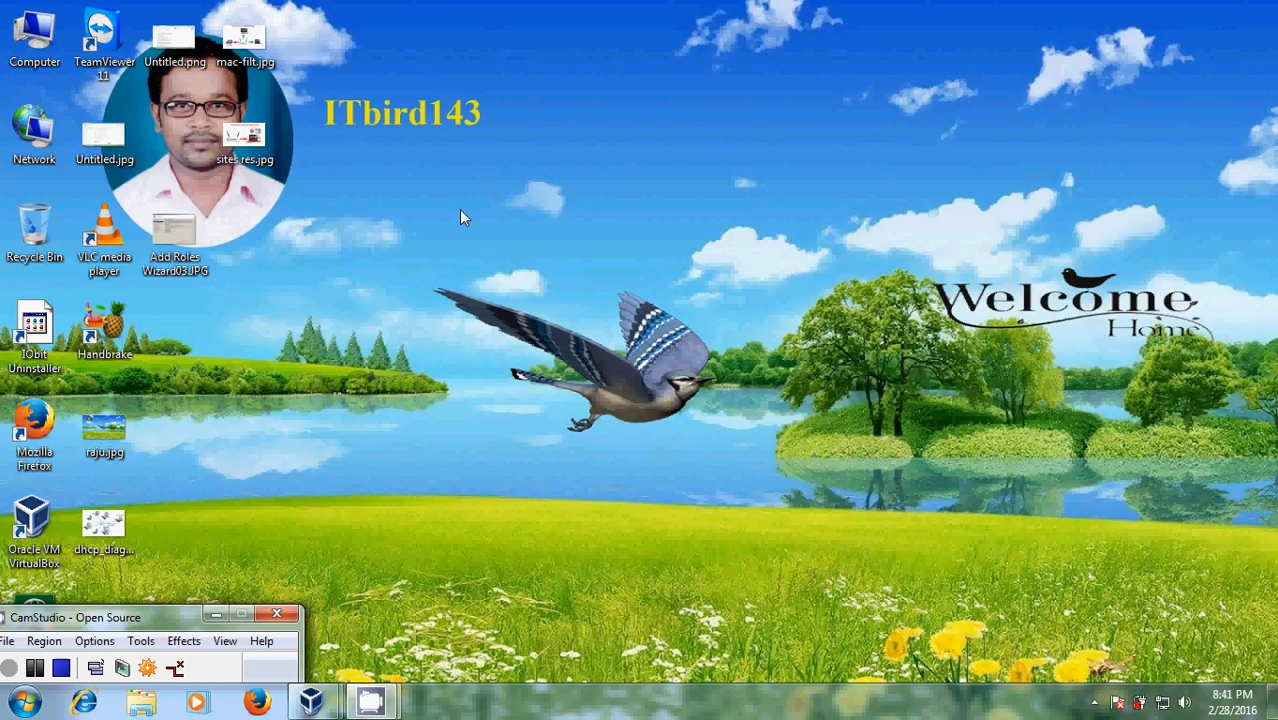 Computer
TeamViewer
11
Untitled.png
mac-filt.jpg
ITbird143
Network
Untitled.jpg
sites res.jpg
Recycle Bin
VLC media
player
Add Roles
Wizard03.JPG
Welcome
Home
IObit
Uninstaller
Handbrake
Mozilla
Firefox
raju.jpg
Oracle VM
VirtualBox
dhcp_diag...
CamStudio - Open Source
File Region Options Tools Effects View Help
8:41 PM
2/28/2016